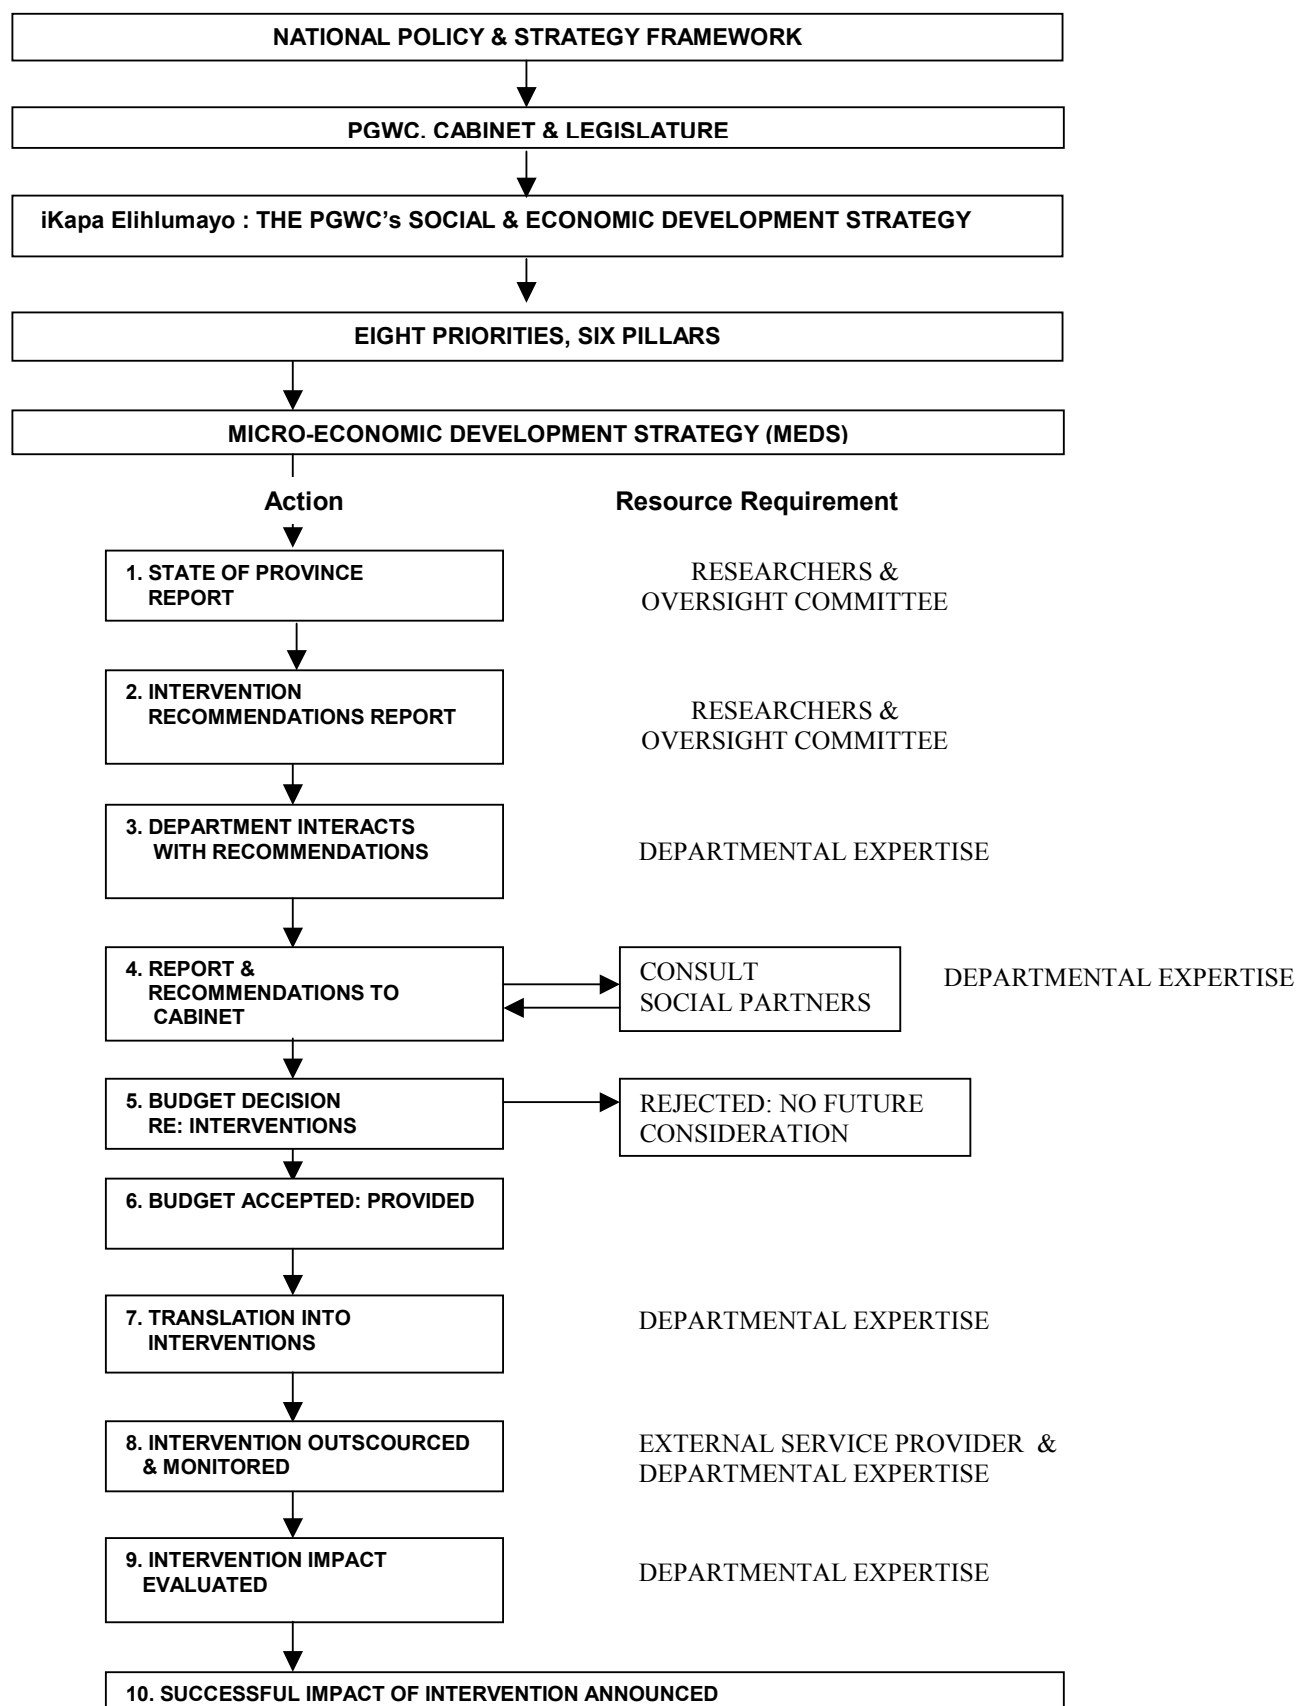 NATIONAL POLICY & STRATEGY FRAMEWORK
PGWC. CABINET & LEGISLATURE
iKapa Elihlumayo : THE PGWC's SOCIAL & ECONOMIC DEVELOPMENT STRATEGY
EIGHT PRIORITIES, SIX PILLARS
MICRO-ECONOMIC DEVELOPMENT STRATEGY (MEDS)
Action
Resource Requirement
1. STATE OF PROVINCE
REPORT
RESEARCHERS &
OVERSIGHT COMMITTEE
2. INTERVENTION
RECOMMENDATIONS REPORT
RESEARCHERS &
OVERSIGHT COMMITTEE
3. DEPARTMENT INTERACTS
WITH RECOMMENDATIONS
DEPARTMENTAL EXPERTISE
4. REPORT &
RECOMMENDATIONS TO
CABINET
CONSULT
SOCIAL PARTNERS
DEPARTMENTAL EXPERTISE
5. BUDGET DECISION
RE: INTERVENTIONS
REJECTED: NO FUTURE
CONSIDERATION
6. BUDGET ACCEPTED: PROVIDED
7. TRANSLATION INTO
INTERVENTIONS
DEPARTMENTAL EXPERTISE
8. INTERVENTION OUTSCOURCED
& MONITORED
EXTERNAL SERVICE PROVIDER &
DEPARTMENTAL EXPERTISE
9. INTERVENTION IMPACT
EVALUATED
DEPARTMENTAL EXPERTISE
10. SUCCESSFUL IMPACT OF INTERVENTION ANNOUNCED